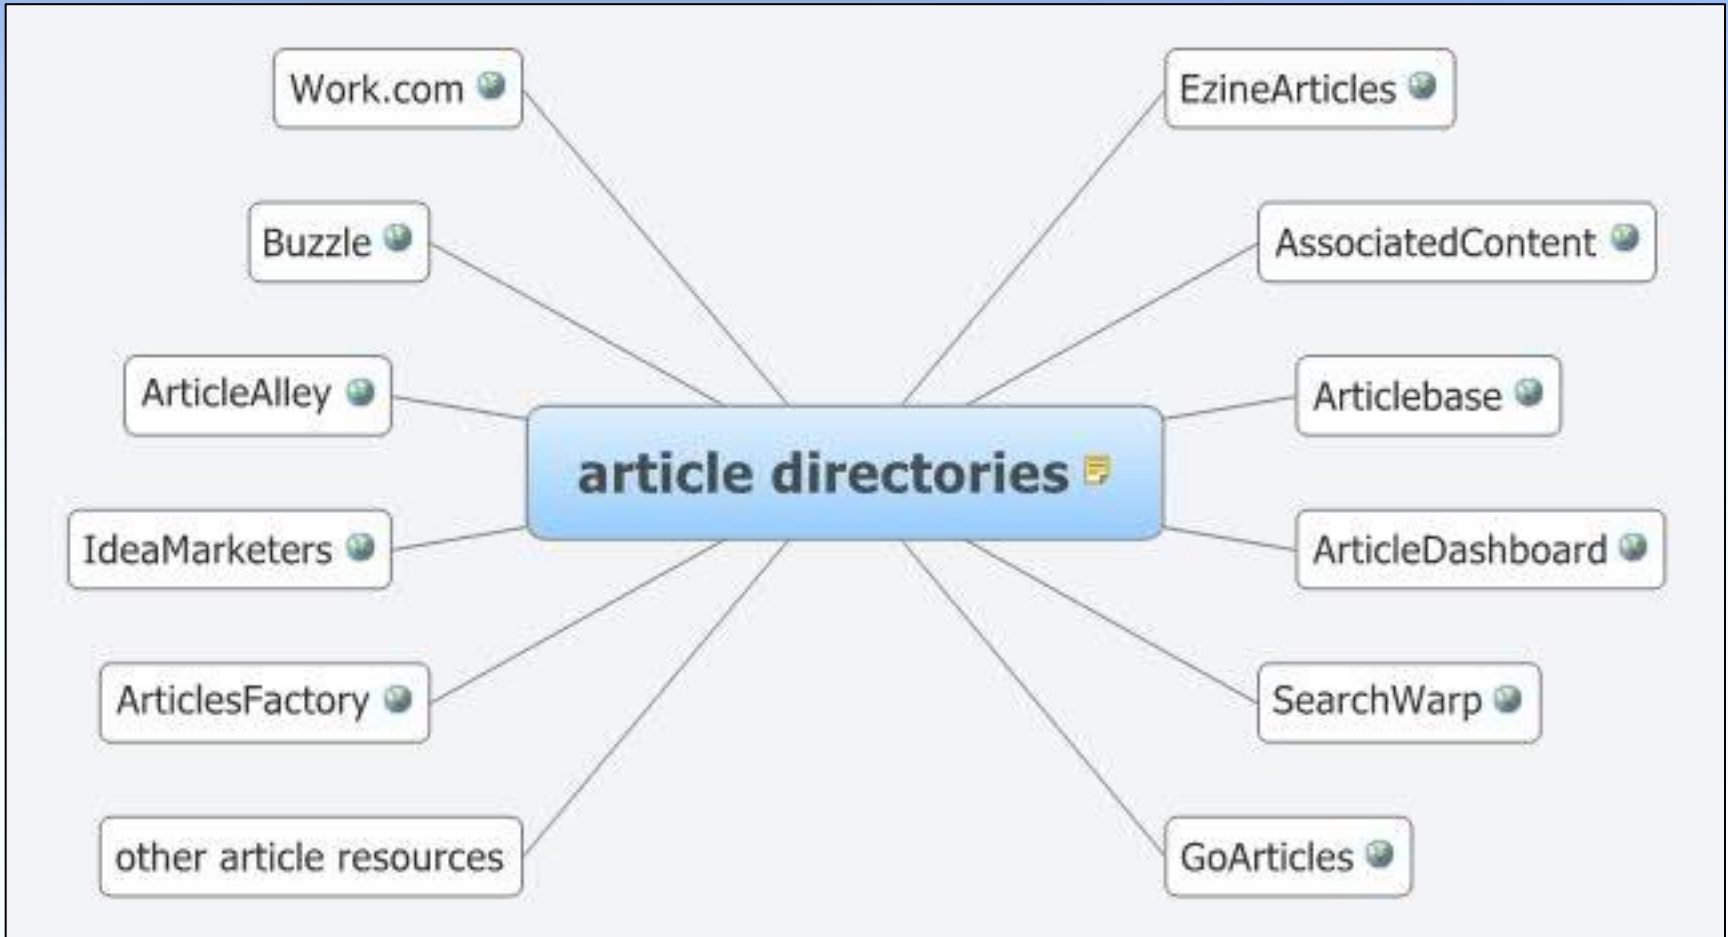 Work.com
EzineArticles
Buzzle
AssociatedContent
ArticleAlley
Articlebase
article directories
IdeaMarketers
ArticleDashboard
ArticlesFactory
SearchWarp
other article resources
GoArticles